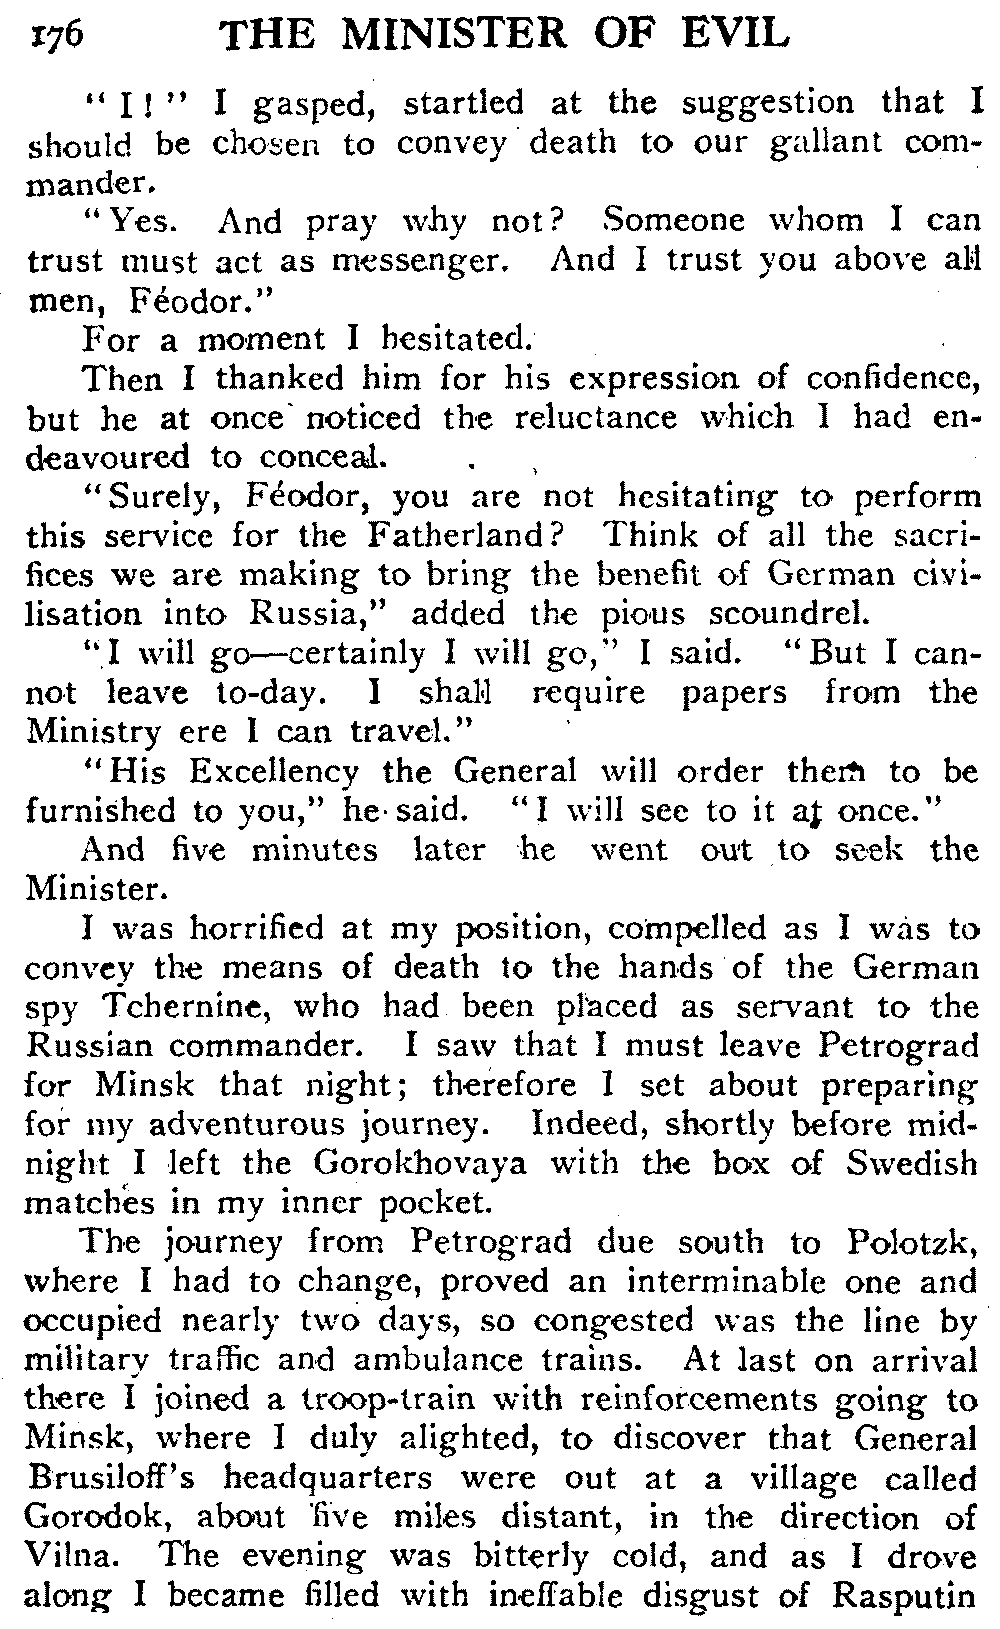 176 THE MINISTER OF EVIL
"I!" I gasped, startled at the suggestion that I
should be chosen to convey death to our gallant com-
mander.
"Yes. And pray why not? Someone whom I can
trust must act as messenger. And I trust you above all
men, Féodor."
For a moment I hesitated.
Then I thanked him for his expression of confidence,
but he at once noticed the reluctance which I had en-
deavoured to conceal.
"Surely, Féodor, you are not hesitating to perform
this service for the Fatherland? Think of all the sacri-
fices we are making to bring the benefit of German civi-
lisation into Russia," added the pious scoundrel.
"I will go—certainly I will go," I said. "But I can-
not leave to-day. I shall require papers from the
Ministry ere I can travel."
"His Excellency the General will order them to be
furnished to you," he said. "I will see to it at once."
And five minutes later he went out to seek the
Minister.
I was horrified at my position, compelled as I was to
convey the means of death to the hands of the German
spy Tchernine, who had been placed as servant to the
Russian commander. I saw that I must leave Petrograd
for Minsk that night; therefore I set about preparing
for my adventurous journey. Indeed, shortly before mid-
night I left the Gorokhovaya with the box of Swedish
matches in my inner pocket.
The journey from Petrograd due south to Polotzk,
where I had to change, proved an interminable one and
occupied nearly two days, so congested was the line by
military traffic and ambulance trains. At last on arrival
there I joined a troop-train with reinforcements going to
Minsk, where I duly alighted, to discover that General
Brusiloff's headquarters were out at a village called
Gorodok, about five miles distant, in the direction of
Vilna. The evening was bitterly cold, and as I drove
along I became filled with ineffable disgust of Rasputin